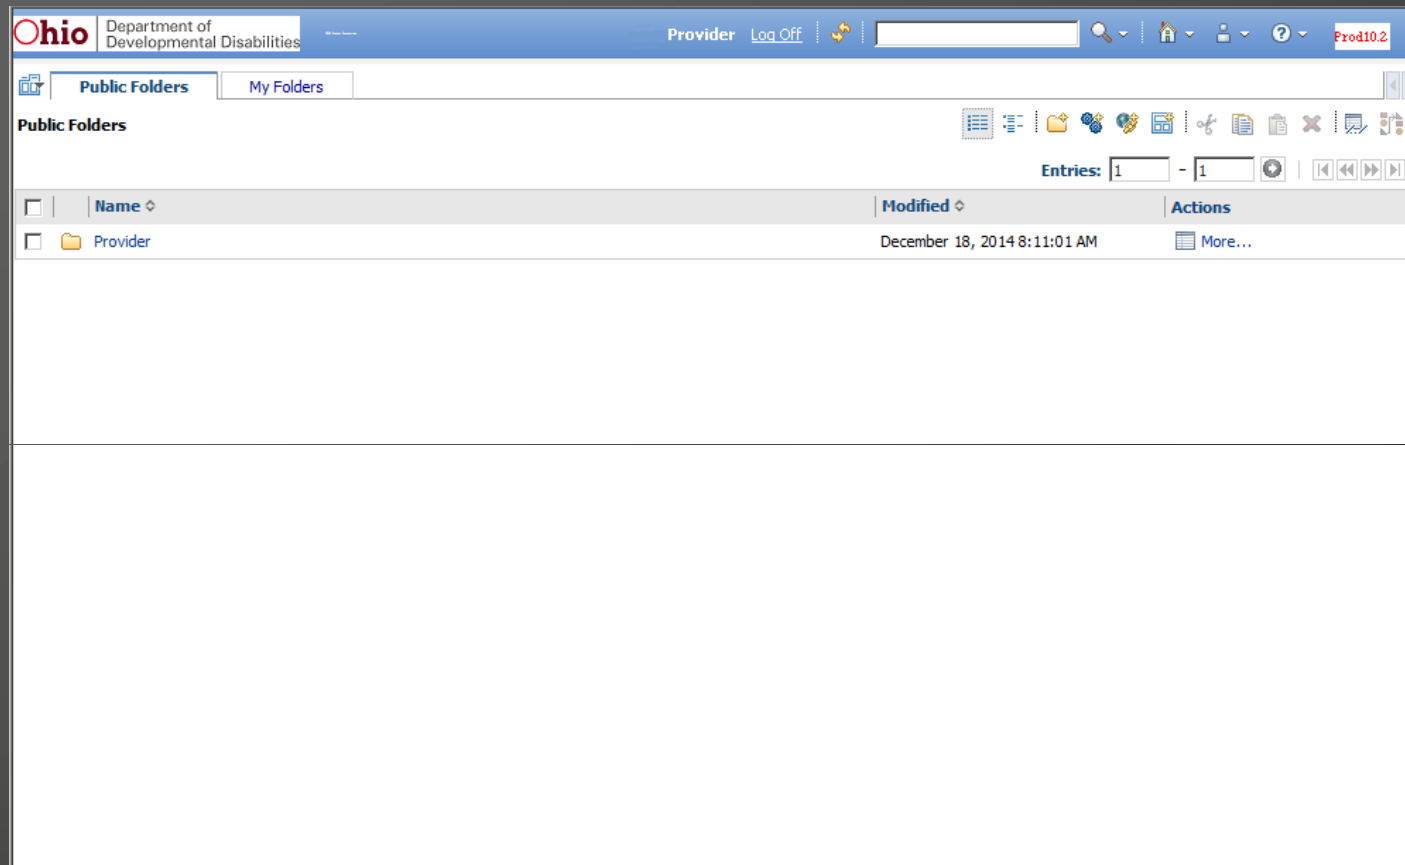 Ohio Department of
Developmental Disabilities
Provider Log Off Prod10.2
Public Folders My Folders
Public Folders
Entries: 1 - 1
Name Modified Actions
Provider December 18, 2014 8:11:01 AM More...